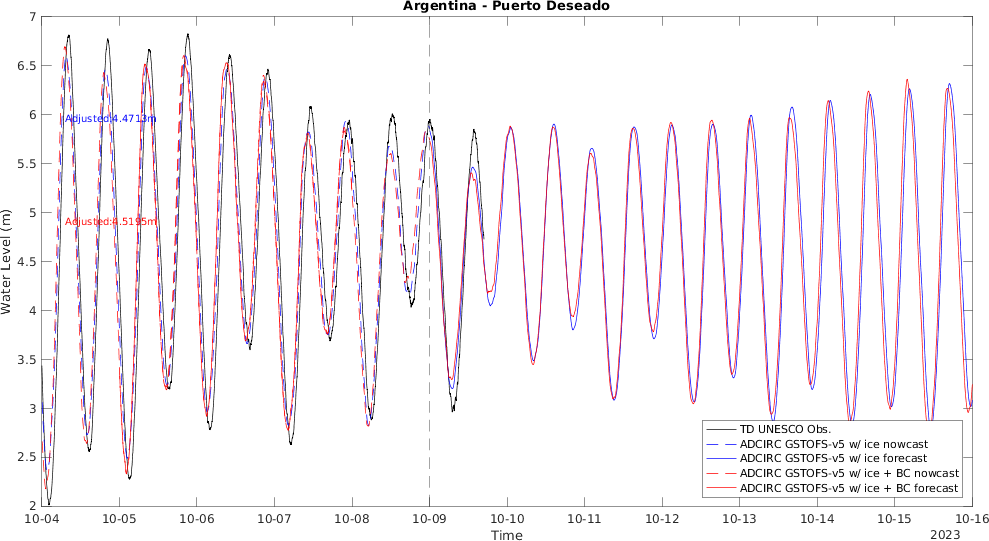 Argentina - Puerto Deseado
7
6.5
6
5.5
5
4.5
4
3.5
3
2.5
2
Water Level (m)
Adjusted:4.4713m
Adjusted:4.5195m
TD UNESCO Obs.
ADCIRC GSTOFS-v5 w/ ice nowcast
ADCIRC GSTOFS-v5 w/ ice forecast
ADCIRC GSTOFS-v5 w/ ice + BC nowcast
ADCIRC GSTOFS-v5 w/ ice + BC forecast
10-04 10-05 10-06 10-07 10-08 10-09 10-10 10-11 10-12 10-13 10-14 10-15 10-16
Time
2023